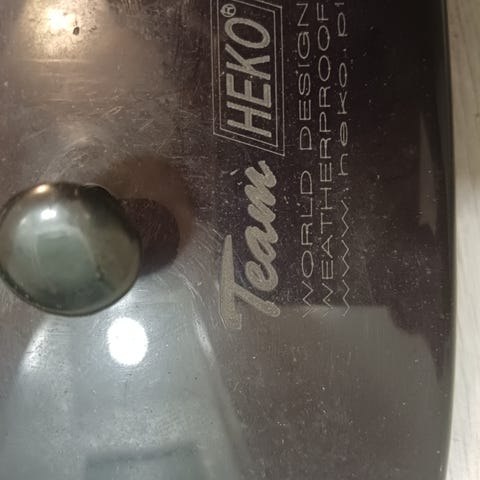 Team HEKO®
WORLD DESIGN
WEATHERPROOF
www.heko.pl